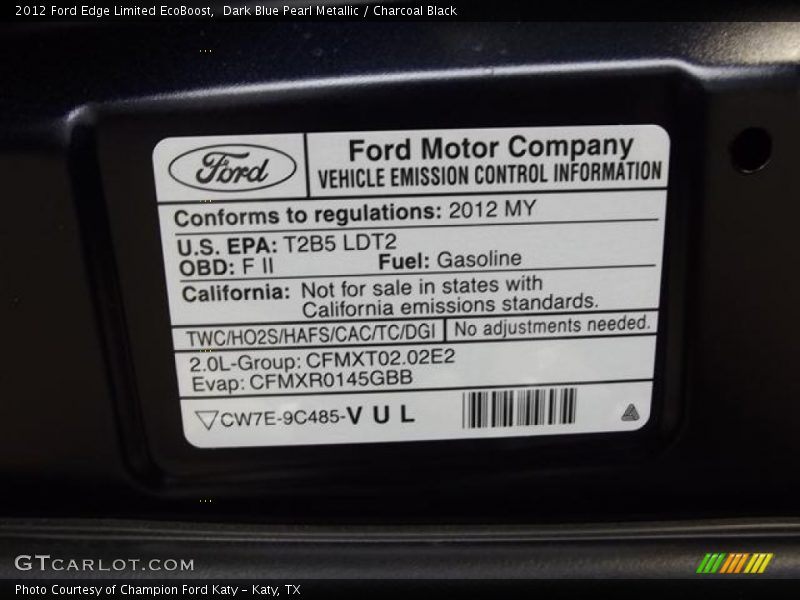 2012 Ford Edge Limited EcoBoost,  Dark Blue Pearl Metallic / Charcoal Black
Ford
Ford Motor Company
VEHICLE EMISSION CONTROL INFORMATION
Conforms to regulations: 2012 MY
U.S. EPA: T2B5 LDT2
OBD: F II Fuel: Gasoline
California: Not for sale in states with
California emissions standards.
TWC/HO2S/HAFS/CAC/TC/DGI No adjustments needed.
2.0L-Group: CFMXT02.02E2
Evap: CFMXR0145GBB
CW7E-9C485-V U L
GTCARLOT.COM
Photo Courtesy of Champion Ford Katy - Katy, TX